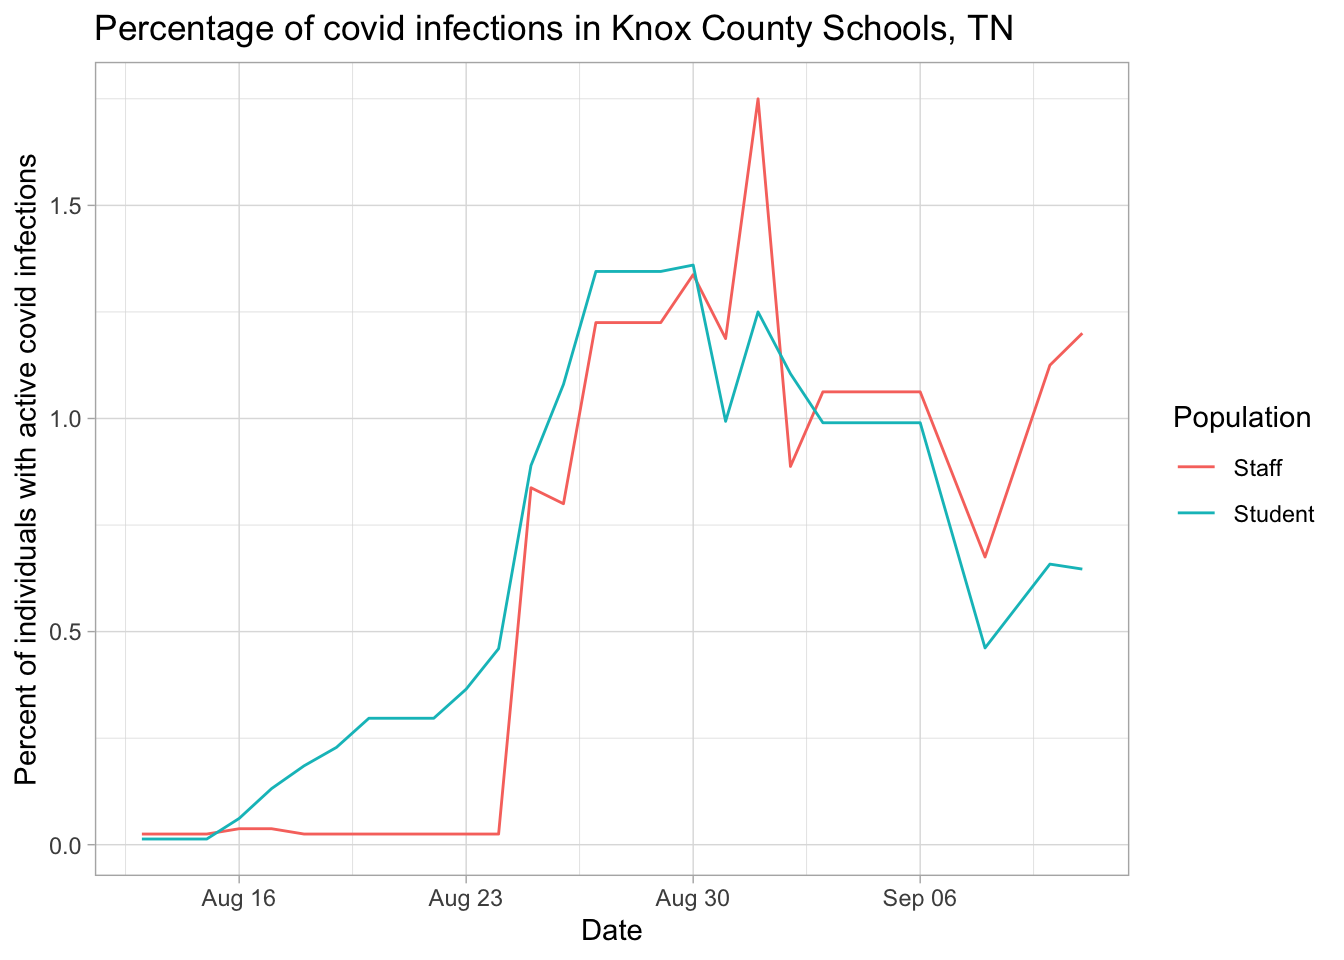 Percentage of covid infections in Knox County Schools, TN
Percent of individuals with active covid infections
1.5
1.0
0.5
0.0
Aug 16
Aug 23
Aug 30
Sep 06
Date
Population
Staff
Student